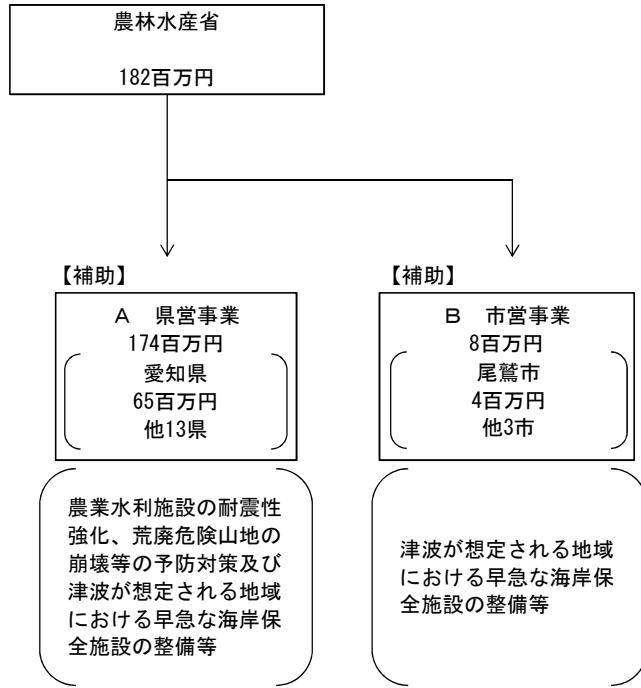 農林水産省
182百万円
【補助】
A 県営事業
174百万円
愛知県
65百万円
他13県
農業水利施設の耐震性
強化、荒廃危険山地の
崩壊等の予防対策及び
津波が想定される地域
における早急な海岸保
全施設の整備等
【補助】
B 市営事業
8百万円
尾鷲市
4百万円
他3市
津波が想定される地域
における早急な海岸保
全施設の整備等